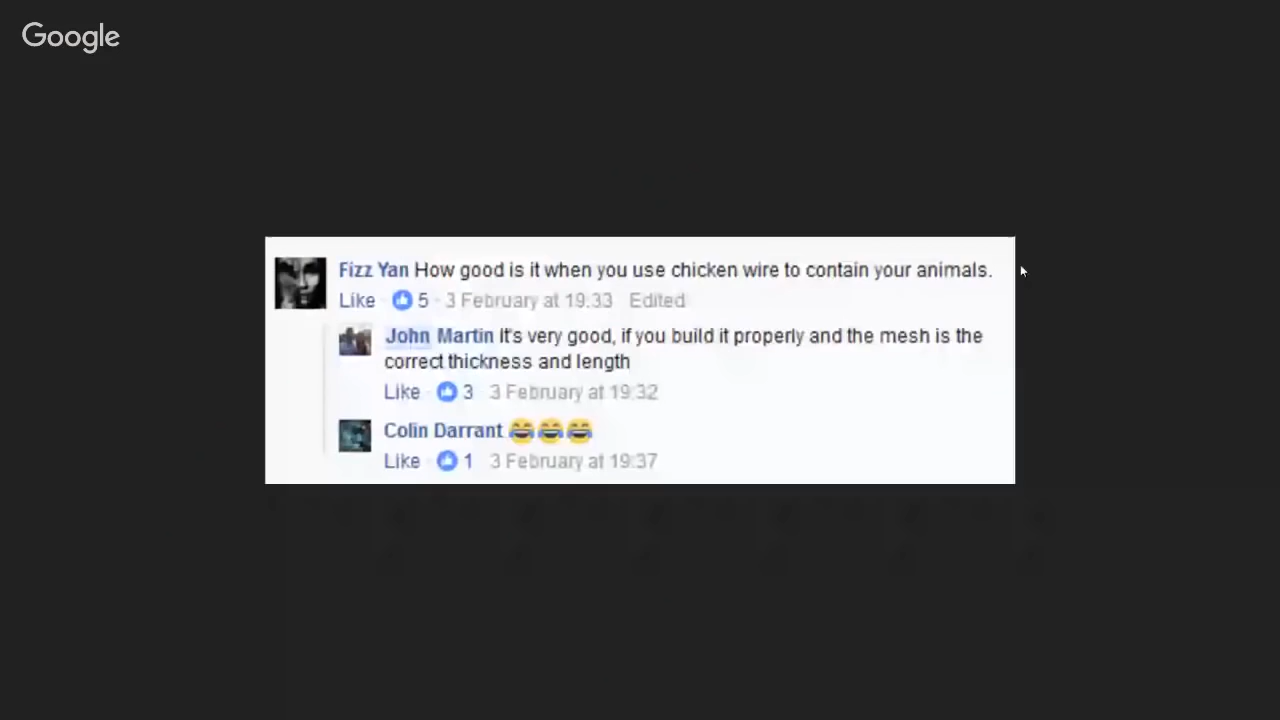 Google
Fizz Yan How good is it when you use chicken wire to contain your animals.
Like · 5 · 3 February at 19:33 · Edited
John Martin It's very good, if you build it properly and the mesh is the
correct thickness and length
Like · 3 · 3 February at 19:32
Colin Darrant 😂😂😂
Like · 1 · 3 February at 19:37